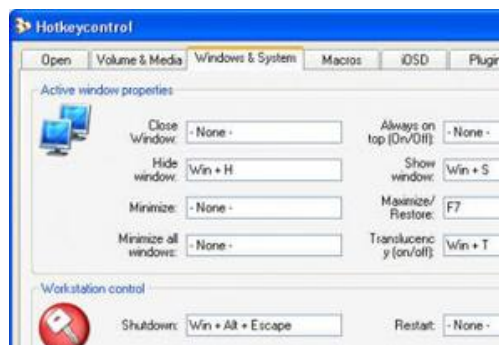 Hotkeycontrol
Open Volume & Media Windows & System Macros iOSD Plugin
Active window properties
Close Window: - None - Always on top (On/Off): - None -
Hide window: Win + H Show window: Win + S
Minimize: - None - Maximize/ Restore: F7
Minimize all windows: - None - Translucenc y (on/off): Win + T
Workstation control
Shutdown: Win + Alt + Escape Restart: - None -